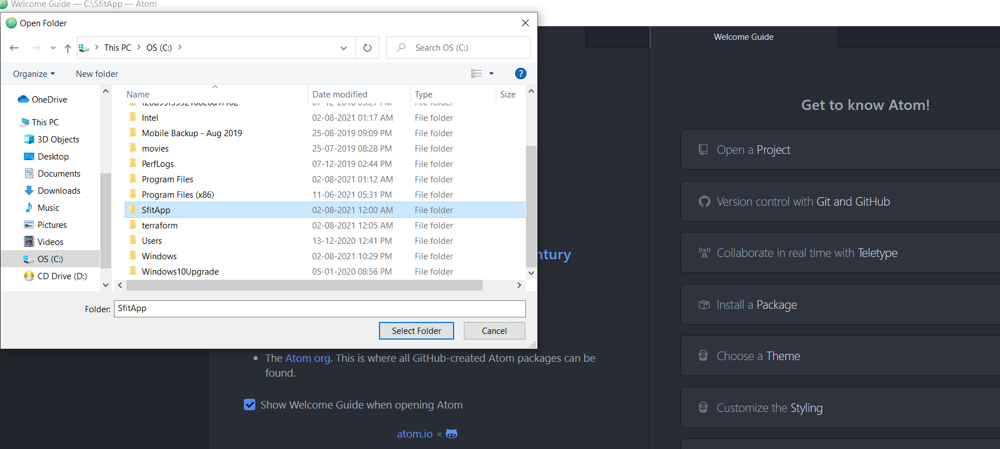 Welcome Guide — C:\SfitApp — Atom
Open Folder
This PC > OS (C:) >
Search OS (C:)
Organize
New folder
?
Name Date modified Type Size
OneDrive
This PC
3D Objects
Desktop
Documents
Downloads
Music
Pictures
Videos
OS (C:)
CD Drive (D:)
07-12-2018 03:27 PM File folder
Intel 02-08-2021 01:17 AM File folder
Mobile Backup - Aug 2019 25-08-2019 09:09 PM File folder
movies 25-07-2019 08:28 PM File folder
PerfLogs 07-12-2019 02:44 PM File folder
Program Files 02-08-2021 01:12 AM File folder
Program Files (x86) 11-06-2021 05:31 PM File folder
SfitApp 02-08-2021 12:00 AM File folder
terraform 02-08-2021 12:05 AM File folder
Users 13-12-2020 12:41 PM File folder
Windows 02-08-2021 10:29 PM File folder
Windows10Upgrade 05-01-2020 08:56 PM File folder
Folder: SfitApp
Select Folder
Cancel
ntury
• The Atom org. This is where all GitHub-created Atom packages can be
found.
Show Welcome Guide when opening Atom
atom.io ×
Welcome Guide
Get to know Atom!
Open a Project
Version control with Git and GitHub
Collaborate in real time with Teletype
Install a Package
Choose a Theme
Customize the Styling